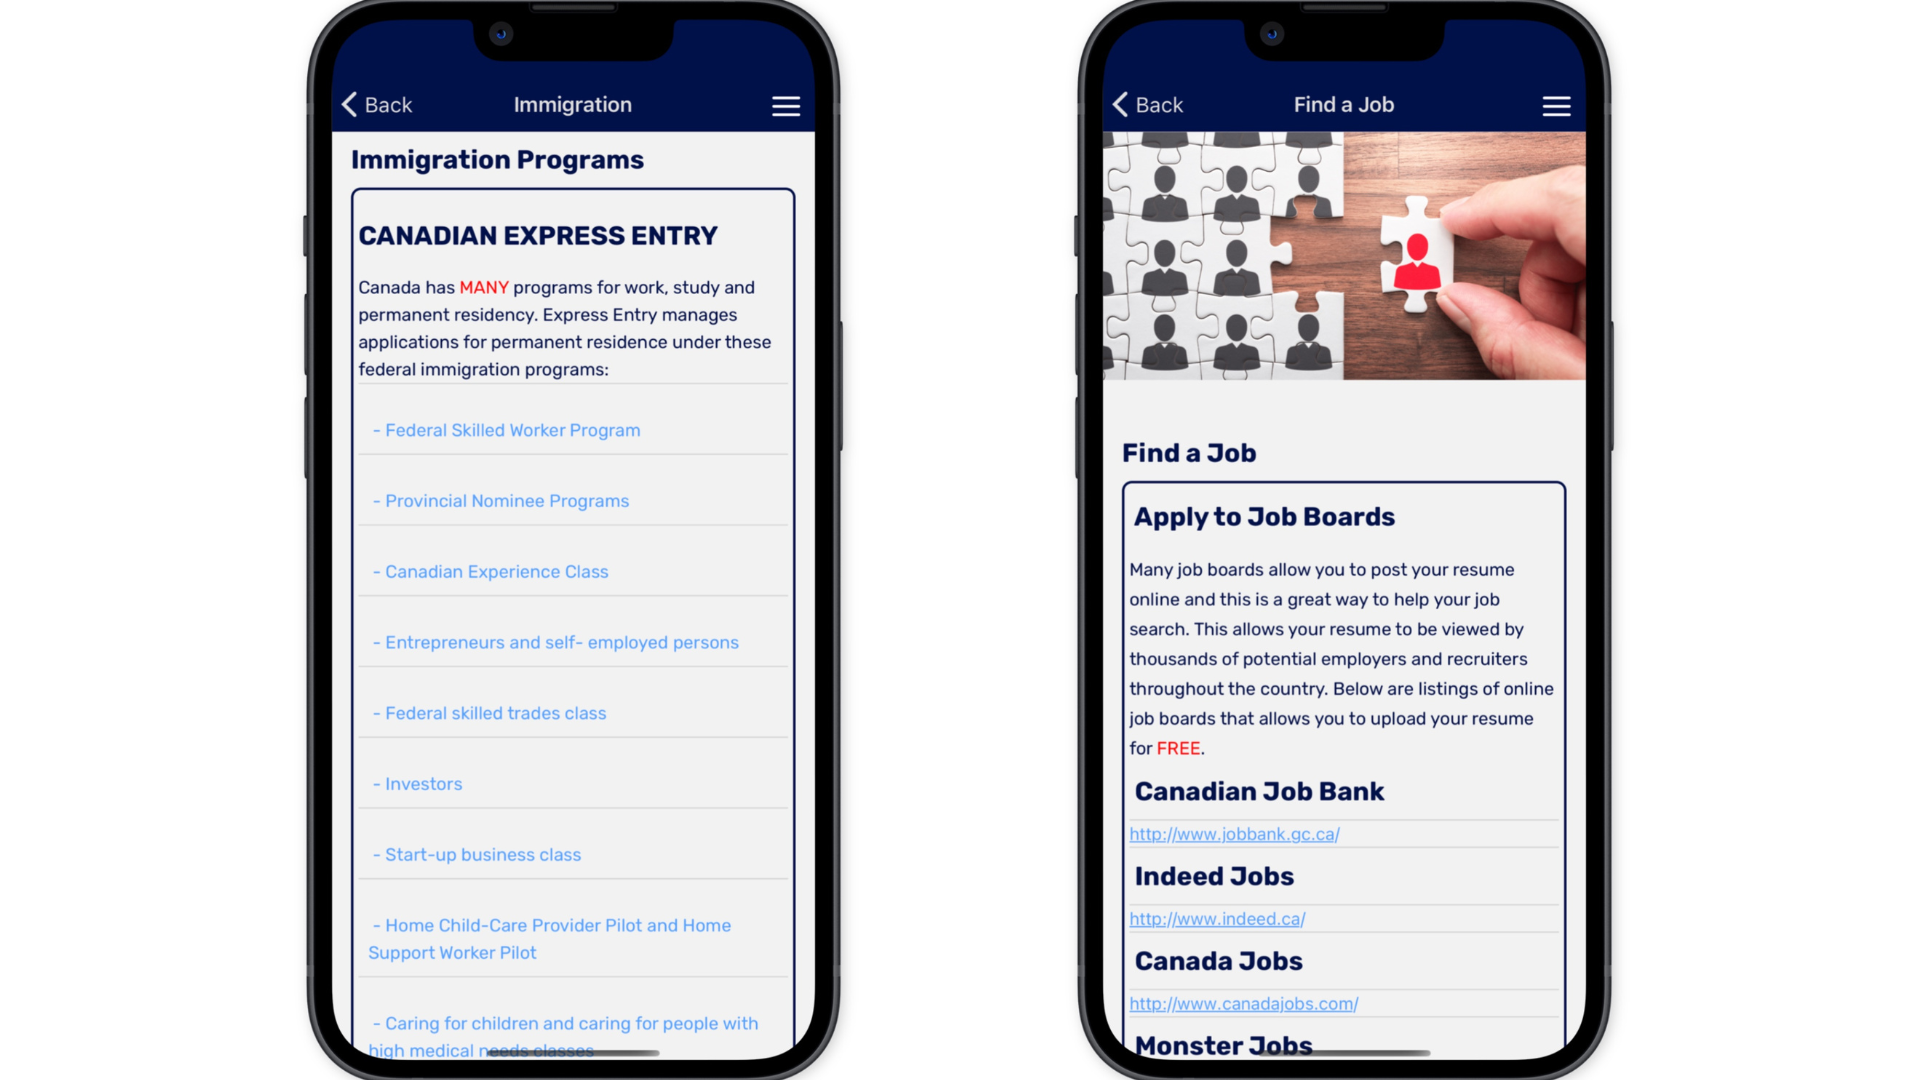 Back
Immigration
Immigration Programs
CANADIAN EXPRESS ENTRY
Canada has MANY programs for work, study and
permanent residency. Express Entry manages
applications for permanent residence under these
federal immigration programs:
- Federal Skilled Worker Program
- Provincial Nominee Programs
- Canadian Experience Class
- Entrepreneurs and self- employed persons
- Federal skilled trades class
- Investors
- Start-up business class
- Home Child-Care Provider Pilot and Home
Support Worker Pilot
- Caring for children and caring for people with
high medical needs classes
Back
Find a Job
Find a Job
Apply to Job Boards
Many job boards allow you to post your resume
online and this is a great way to help your job
search. This allows your resume to be viewed by
thousands of potential employers and recruiters
throughout the country. Below are listings of online
job boards that allows you to upload your resume
for FREE.
Canadian Job Bank
http://www.jobbank.gc.ca/
Indeed Jobs
http://www.indeed.ca/
Canada Jobs
http://www.canadajobs.com/
Monster Jobs